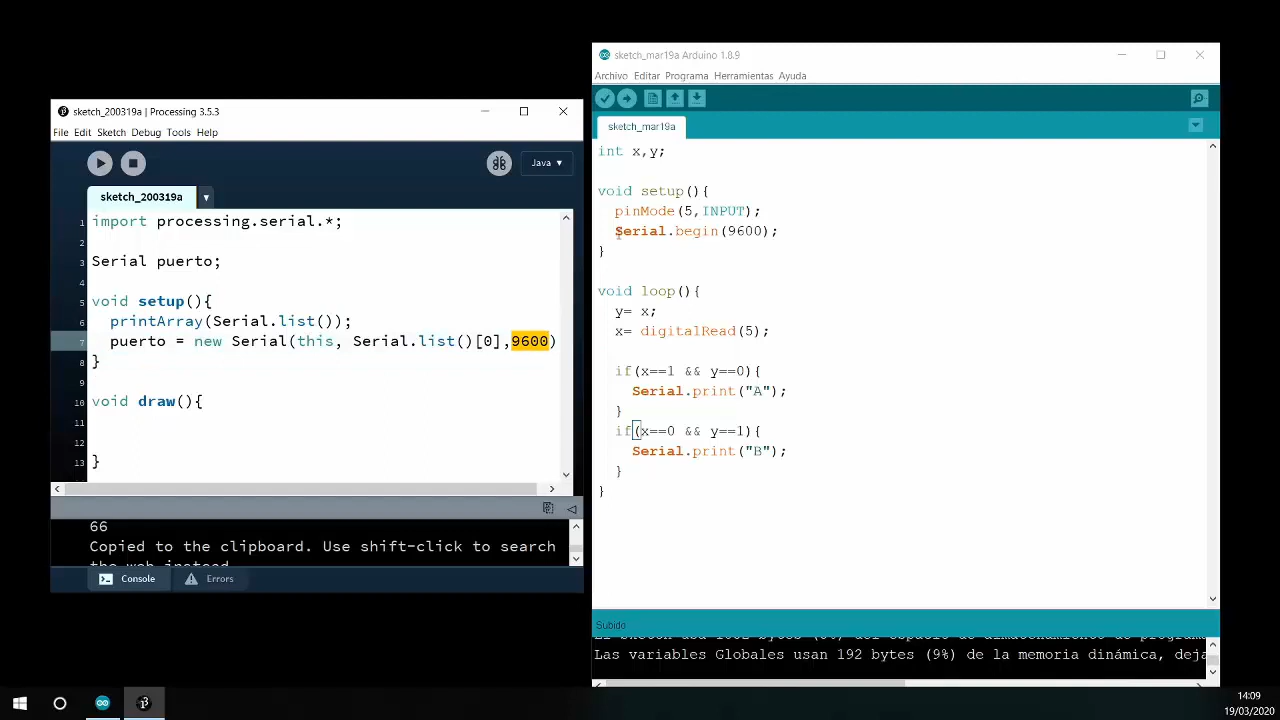 sketch_200319a | Processing 3.5.3
File Edit Sketch Debug Tools Help
Java ▼
sketch_200319a ▼
1 import processing.serial.*;
2
3 Serial puerto;
4
5 void setup(){
6 printArray(Serial.list());
7 puerto = new Serial(this, Serial.list()[0],9600)
8 }
9
10 void draw(){
11
12
13 }
66
Copied to the clipboard. Use shift-click to search
the web instead
Console Errors
sketch_mar19a Arduino 1.8.9
Archivo Editar Programa Herramientas Ayuda
sketch_mar19a
int x,y;
void setup(){
pinMode(5,INPUT);
Serial.begin(9600);
}
void loop(){
y= x;
x= digitalRead(5);
if(x==1 && y==0){
Serial.print("A");
}
if(x==0 && y==1){
Serial.print("B");
}
}
Subido
Las variables Globales usan 192 bytes (9%) de la memoria dinámica, deja
14:09
19/03/2020